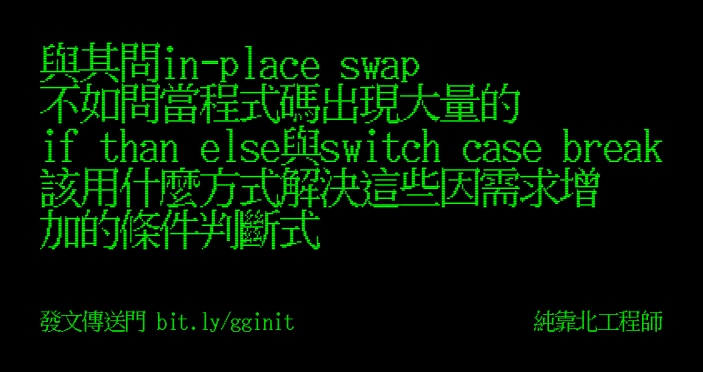 與其問in-place swap
不如問當程式碼出現大量的
if than else與switch case break
該用什麼方式解決這些因需求增
加的條件判斷式
發文傳送門 bit.ly/gginit
純靠北工程師